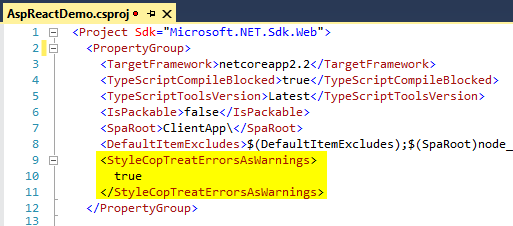 AspReactDemo.csproj
1 <Project Sdk="Microsoft.NET.Sdk.Web">
2 <PropertyGroup>
3 <TargetFramework>netcoreapp2.2</TargetFramework>
4 <TypeScriptCompileBlocked>true</TypeScriptCompileBlocked>
5 <TypeScriptToolsVersion>Latest</TypeScriptToolsVersion>
6 <IsPackable>false</IsPackable>
7 <SpaRoot>ClientApp\</SpaRoot>
8 <DefaultItemExcludes>$(DefaultItemExcludes);$(SpaRoot)node_
9 <StyleCopTreatErrorsAsWarnings>
10 true
11 </StyleCopTreatErrorsAsWarnings>
12 </PropertyGroup>